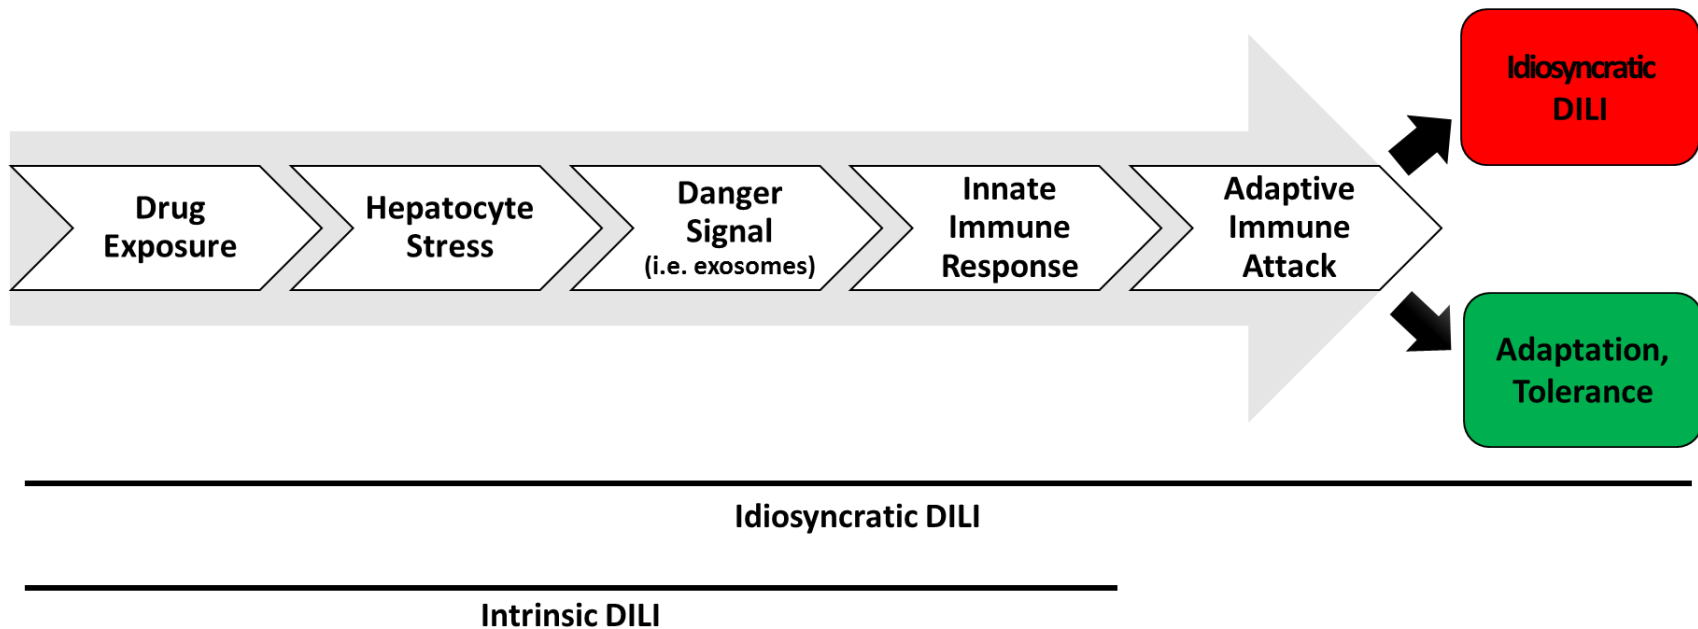 Drug
Exposure
Hepatocyte
Stress
Danger
Signal
(i.e. exosomes)
Innate
Immune
Response
Adaptive
Immune
Attack
Idiosyncratic
DILI
Adaptation,
Tolerance
Idiosyncratic DILI
Intrinsic DILI